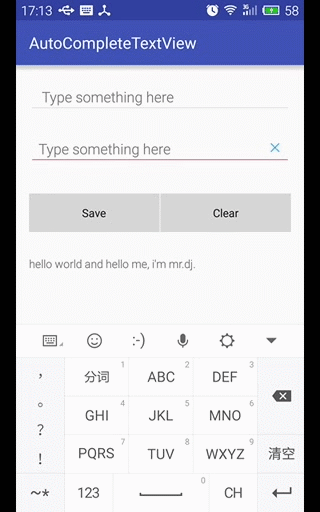 17:13 3G 58
AutoCompleteTextView
Type something here
Type something here
Save Clear
hello world and hello me, i'm mr.dj.
:-)
， 分词 1 ABC 2 DEF 3
。
？ GHI 4 JKL 5 MNO 6
！ PQRS 7 TUV 8 WXYZ 9 清空
~* 123 0 CH